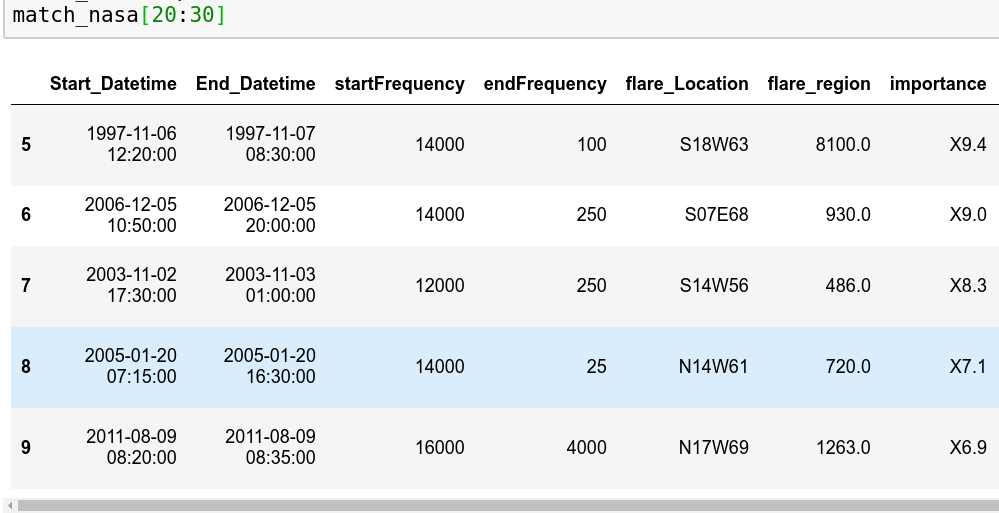 match_nasa[20:30]
Start_Datetime End_Datetime startFrequency endFrequency flare_Location flare_region importance
5 1997-11-06 12:20:00 1997-11-07 08:30:00 14000 100 S18W63 8100.0 X9.4
6 2006-12-05 10:50:00 2006-12-05 20:00:00 14000 250 S07E68 930.0 X9.0
7 2003-11-02 17:30:00 2003-11-03 01:00:00 12000 250 S14W56 486.0 X8.3
8 2005-01-20 07:15:00 2005-01-20 16:30:00 14000 25 N14W61 720.0 X7.1
9 2011-08-09 08:20:00 2011-08-09 08:35:00 16000 4000 N17W69 1263.0 X6.9